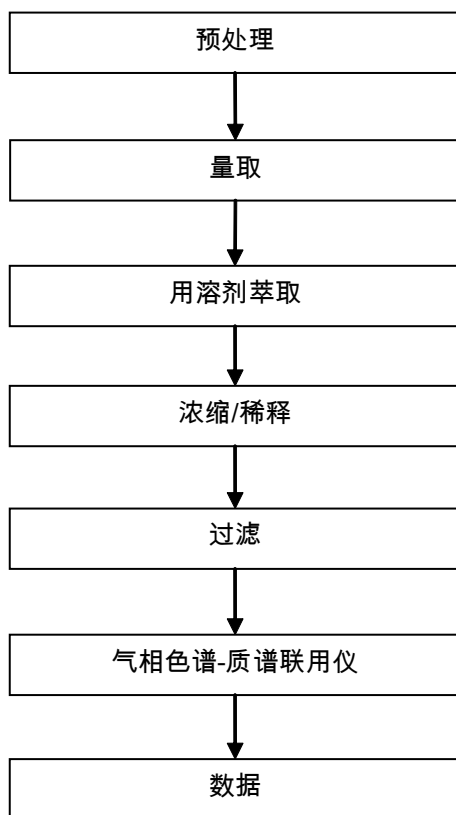 预处理
量取
用溶剂萃取
浓缩/稀释
过滤
气相色谱-质谱联用仪
数据